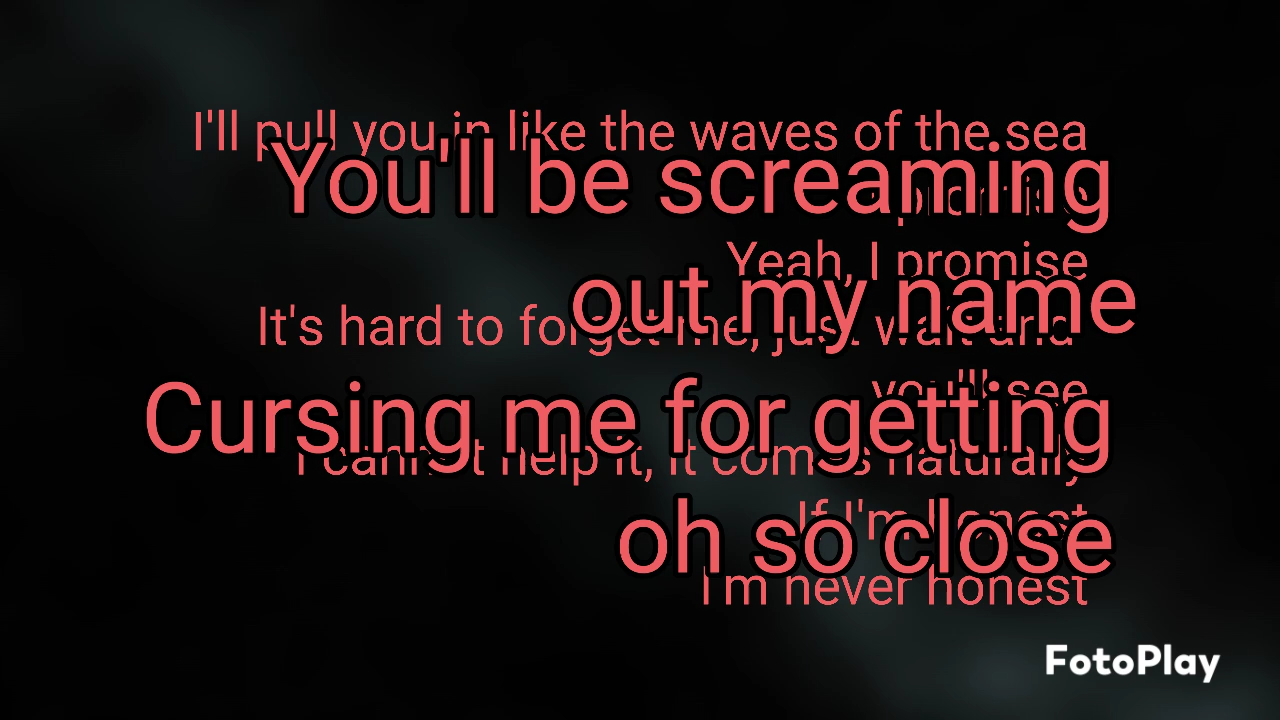 I'll pull you in like the waves of the sea
You'll be screaming
Yeah, I promise
out my name
It's hard to forget me, just wait and
you'll see
Cursing me for getting
I cannot help it, it comes naturally
If I'm honest
oh so close
I'm never honest
FotoPlay